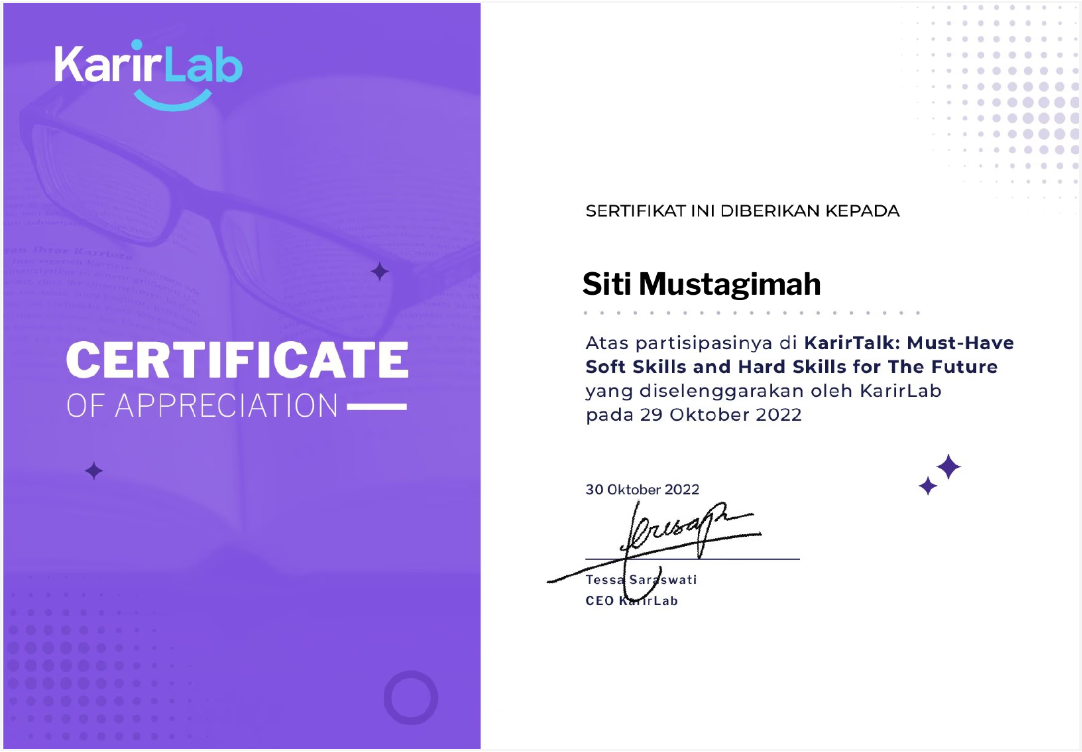 KarirLab
CERTIFICATE
OF APPRECIATION
SERTIFIKAT INI DIBERIKAN KEPADA
Siti Mustagimah
Atas partisipasinya di KarirTalk: Must-Have
Soft Skills and Hard Skills for The Future
yang diselenggarakan oleh KarirLab
pada 29 Oktober 2022
30 Oktober 2022
Tessa Saraswati
CEO KarirLab